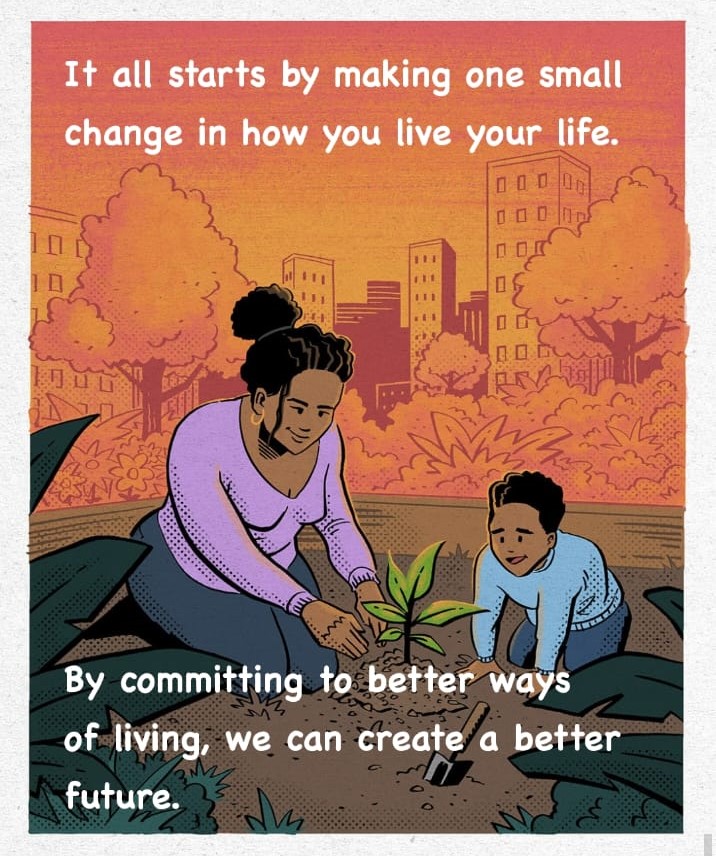 It all starts by making one small
change in how you live your life.
By committing to better ways
of living, we can create a better
future.